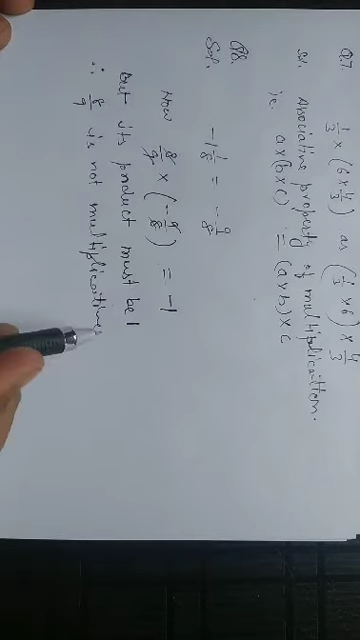 Q.7. 1/3 × (6 × 4/3) as (1/3 × 6) × 4/3
Sol. Associative property of multiplication.
i.e. a×(b×c) = (a×b)×c
Q8.
Sol. -1 1/8 = -9/8
Now 8/9 × (-9/8) = -1
But its product must be 1
∴ 8/9 is not multiplicative